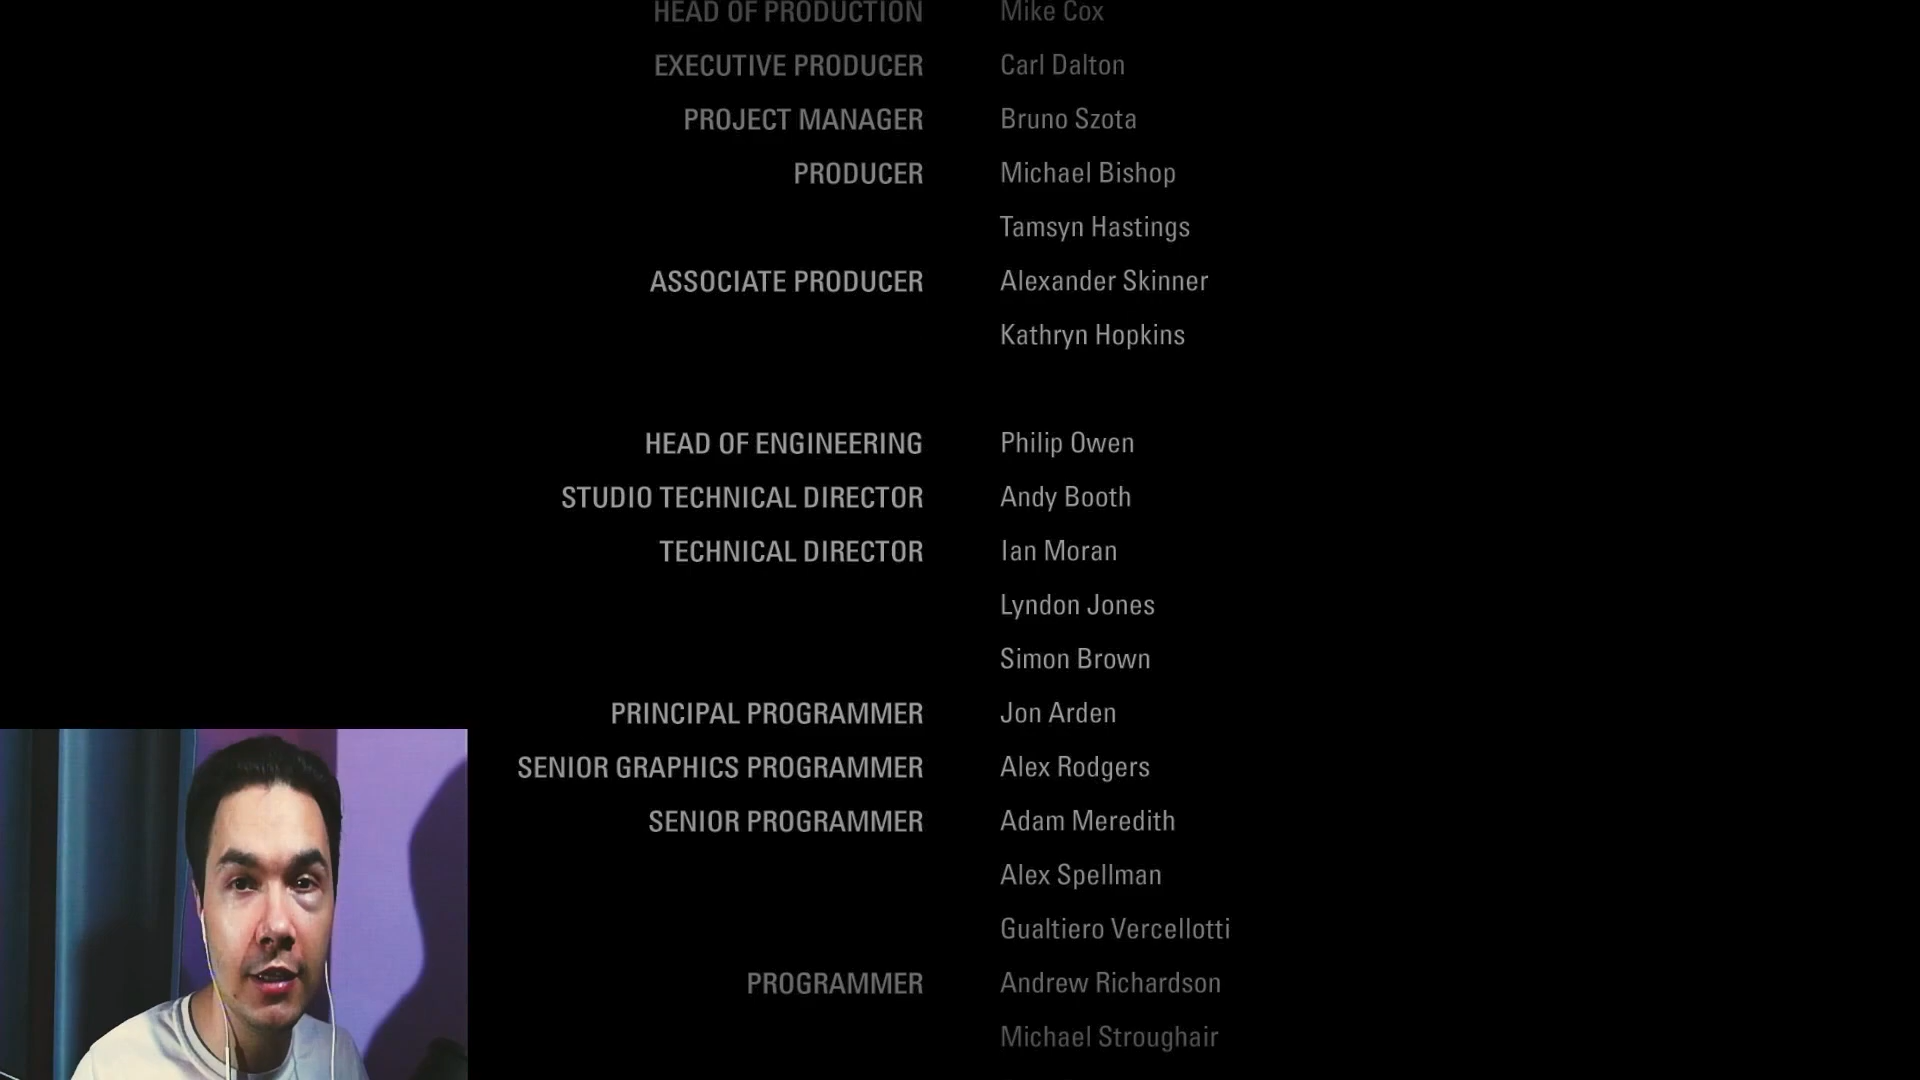 HEAD OF PRODUCTION Mike Cox
EXECUTIVE PRODUCER Carl Dalton
PROJECT MANAGER Bruno Szota
PRODUCER Michael Bishop
Tamsyn Hastings
ASSOCIATE PRODUCER Alexander Skinner
Kathryn Hopkins
HEAD OF ENGINEERING Philip Owen
STUDIO TECHNICAL DIRECTOR Andy Booth
TECHNICAL DIRECTOR Ian Moran
Lyndon Jones
Simon Brown
PRINCIPAL PROGRAMMER Jon Arden
SENIOR GRAPHICS PROGRAMMER Alex Rodgers
SENIOR PROGRAMMER Adam Meredith
Alex Spellman
Gualtiero Vercellotti
PROGRAMMER Andrew Richardson
Michael Stroughair